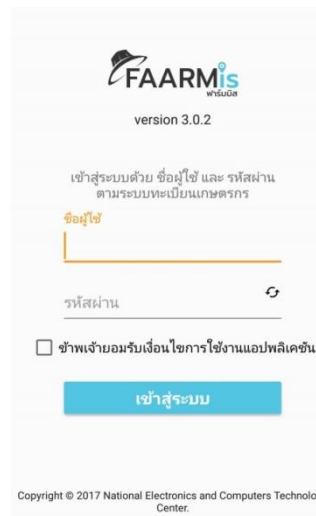 FAARMis
ฟาร์มมิส
version 3.0.2
เข้าสู่ระบบด้วย ชื่อผู้ใช้ และ รหัสผ่าน
ตามระบบทะเบียนเกษตรกร
ชื่อผู้ใช้
รหัสผ่าน
ข้าพเจ้ายอมรับเงื่อนไขการใช้งานแอปพลิเคชัน
เข้าสู่ระบบ
Copyright © 2017 National Electronics and Computers Technolo
Center.